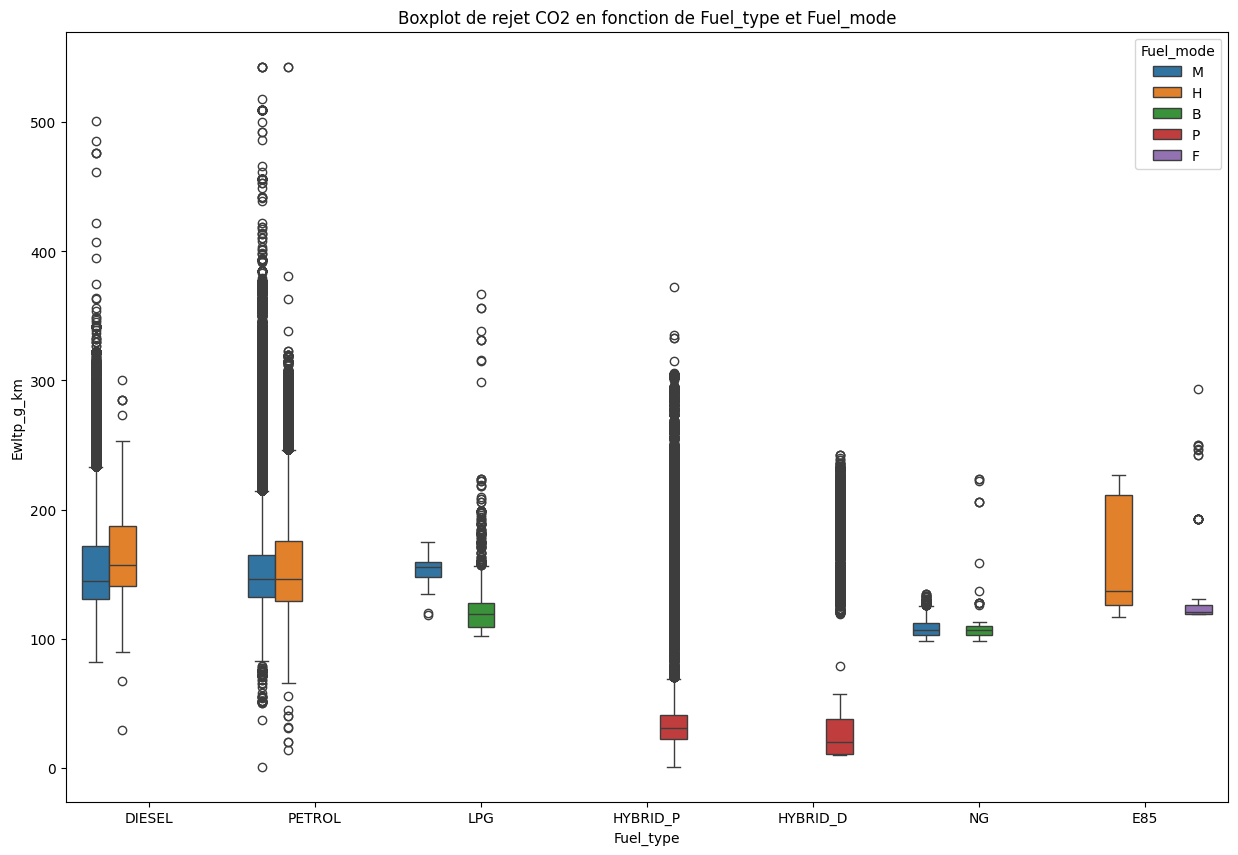 Boxplot de rejet CO2 en fonction de Fuel_type et Fuel_mode
Fuel_mode
M
H
B
P
F
Ewltp_g_km
500
400
300
200
100
0
DIESEL PETROL LPG HYBRID_P HYBRID_D NG E85
Fuel_type